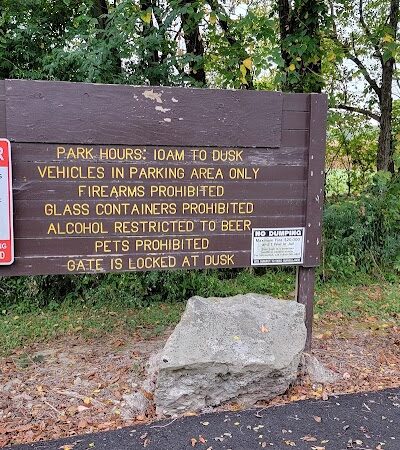 PARK HOURS: 10AM TO DUSK
VEHICLES IN PARKING AREA ONLY
FIREARMS PROHIBITED
GLASS CONTAINERS PROHIBITED
ALCOHOL RESTRICTED TO BEER
PETS PROHIBITED
GATE IS LOCKED AT DUSK
NO DUMPING